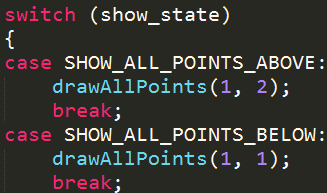 switch (show_state)
{
case SHOW_ALL_POINTS_ABOVE:
    drawAllPoints(1, 2);
    break;
case SHOW_ALL_POINTS_BELOW:
    drawAllPoints(1, 1);
    break;